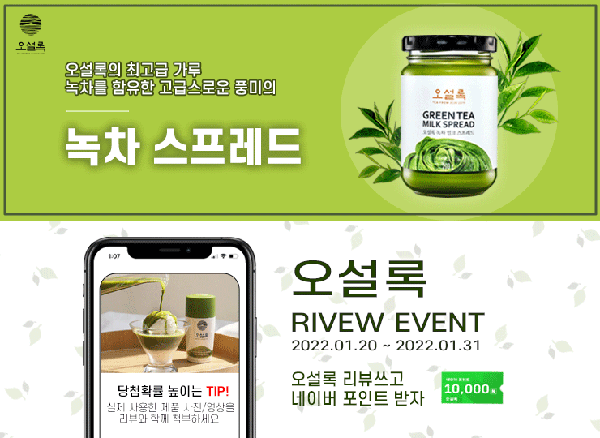 오설록
오설록의 최고급 가루
녹차를 함유한 고급스로운 풍미의
녹차 스프레드
오설록
GREEN TEA
MILK SPREAD
오설록
RIVEW EVENT
2022.01.20 ~ 2022.01.31
오설록 리뷰쓰고
네이버 포인트 받자
10,000
당첨확률 높이는 TIP!
실제 사용한 제품 사진/영상을
리뷰와 함께 첨부하세요